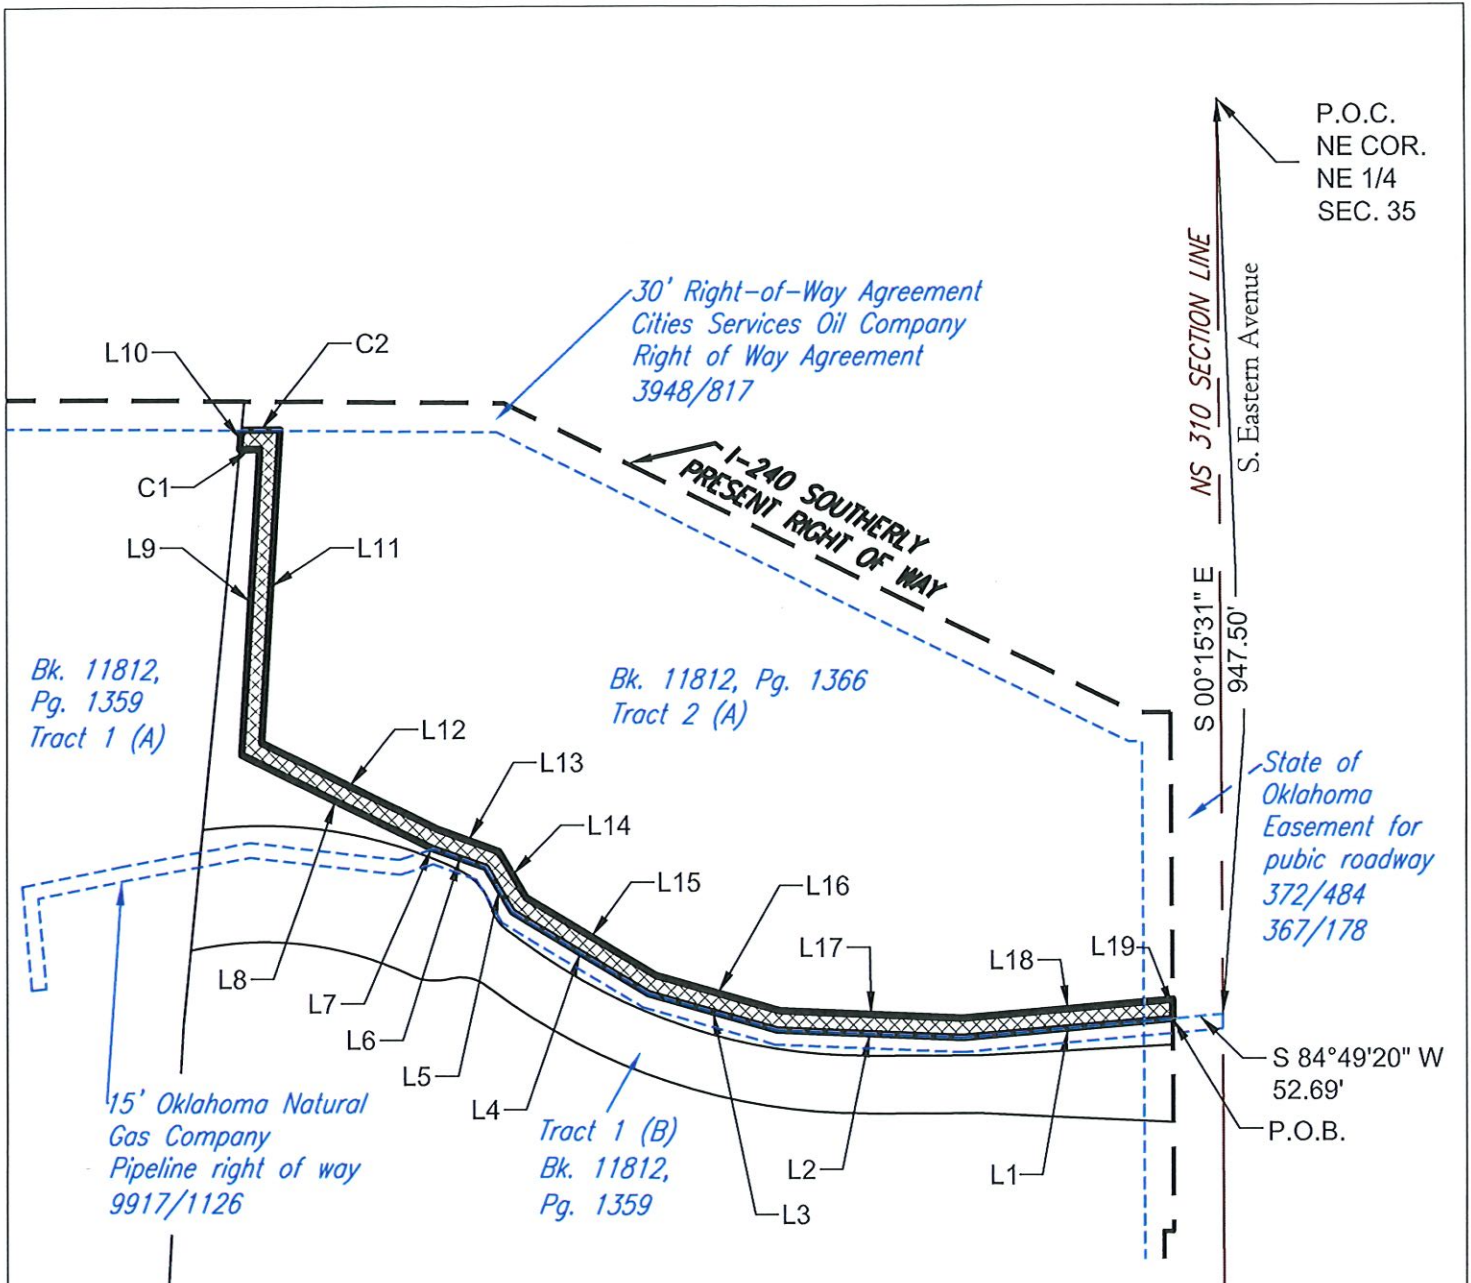 P.O.C.
NE COR.
NE 1/4
SEC. 35
NS 310 SECTION LINE
S. Eastern Avenue
30' Right-of-Way Agreement
Cities Services Oil Company
Right of Way Agreement
3948/817
L10
C2
C1
I-240 SOUTHERLY
PRESENT RIGHT OF WAY
L9
L11
S 00°15'31" E
947.50'
Bk. 11812,
Pg. 1359
Tract 1 (A)
Bk. 11812, Pg. 1366
Tract 2 (A)
L12
L13
L14
L15
L16
L17
L18
L19
State of
Oklahoma
Easement for
pubic roadway
372/484
367/178
L8
L7
L6
L5
L4
L3
L2
L1
S 84°49'20" W
52.69'
P.O.B.
15' Oklahoma Natural
Gas Company
Pipeline right of way
9917/1126
Tract 1 (B)
Bk. 11812,
Pg. 1359